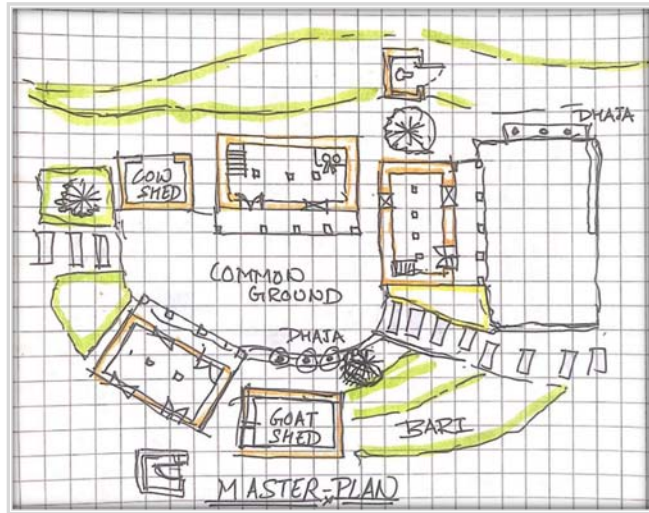 DHAJA
COW
SHED
COMMON
GROUND
DHAJA
GOAT
SHED
BARI
MASTER-PLAN